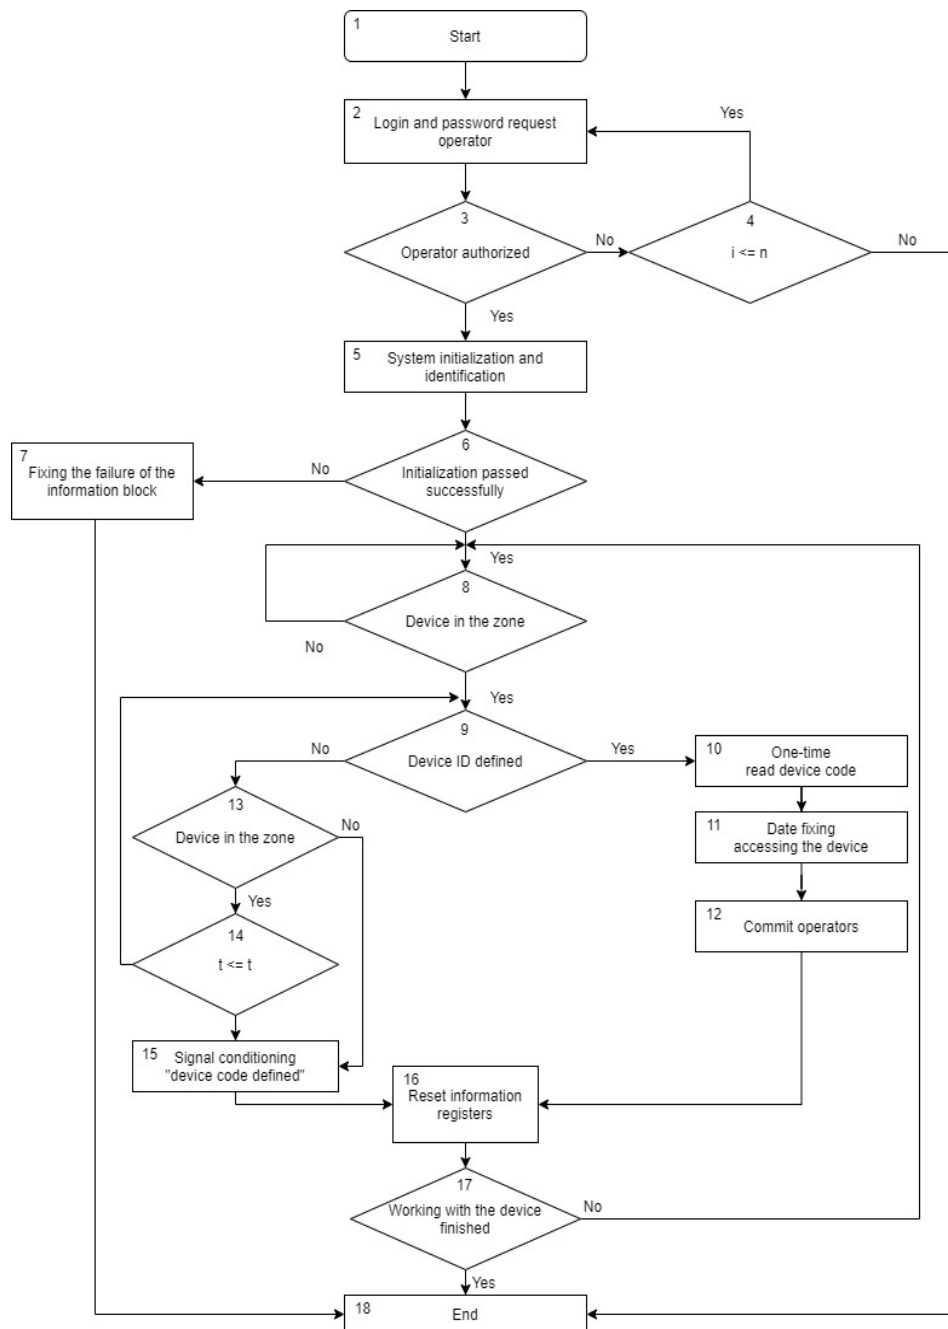 1
Start
2
Login and password request
operator
Yes
3
Operator authorized
No
4
i <= n
No
Yes
5
System initialization and
identification
6
Initialization passed
successfully
No
7
Fixing the failure of the
information block
Yes
8
Device in the zone
No
Yes
9
Device ID defined
No
Yes
10
One-time
read device code
11
Date fixing
accessing the device
12
Commit operators
13
Device in the zone
No
Yes
14
t <= t
15
Signal conditioning
"device code defined"
16
Reset information
registers
17
Working with the device
finished
No
Yes
18
End